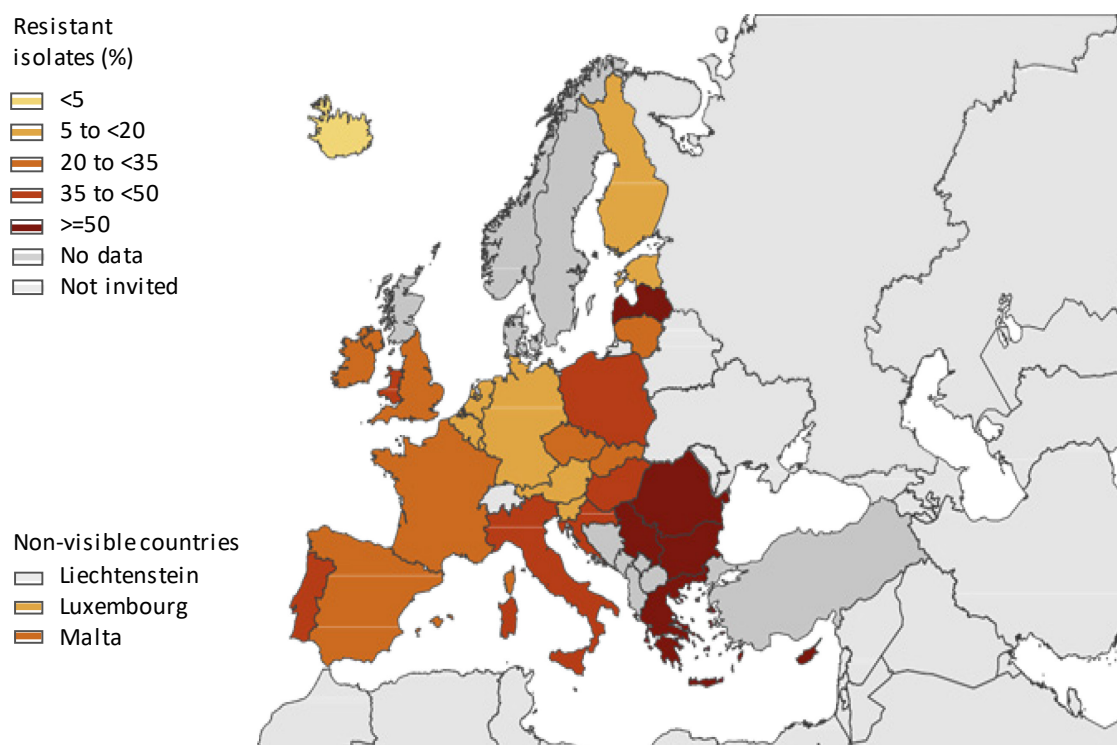 Resistant
isolates (%)
<5
5 to <20
20 to <35
35 to <50
>=50
No data
Not invited
Non-visible countries
Liechtenstein
Luxembourg
Malta